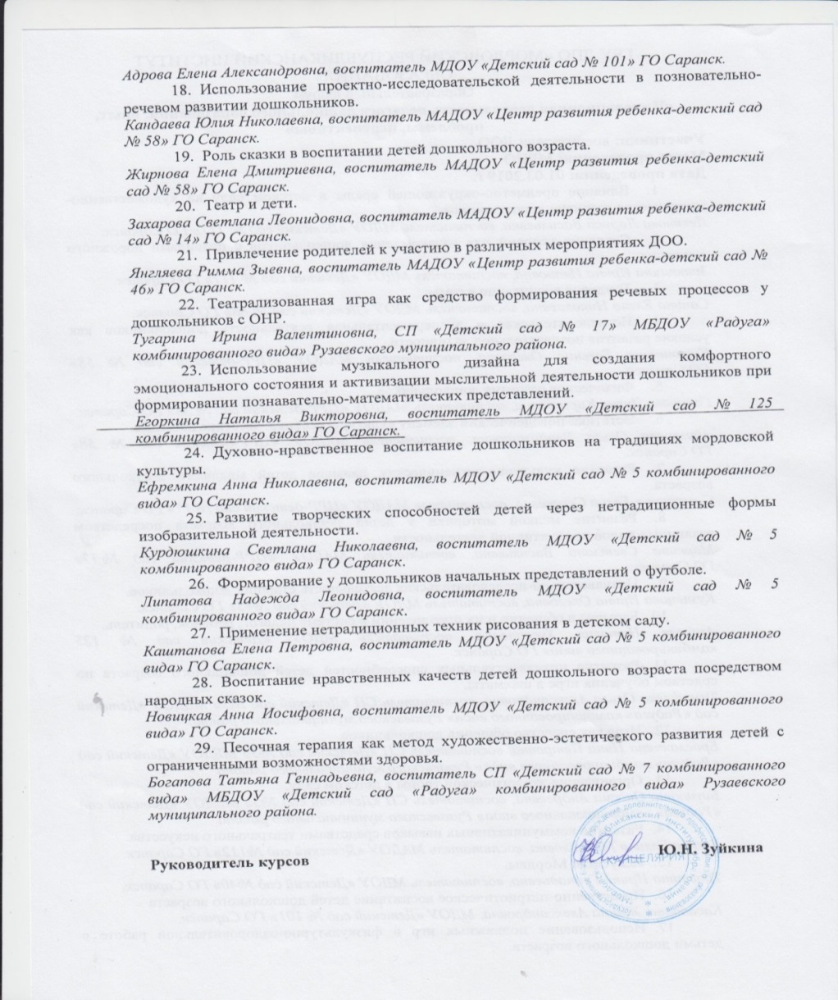 Адрова Елена Александровна, воспитатель МДОУ «Детский сад № 101» ГО Саранск.
18. Использование проектно-исследовательской деятельности в позновательно-
речевом развитии дошкольников.
Кандаева Юлия Николаевна, воспитатель МАДОУ «Центр развития ребенка-детский сад
№ 58» ГО Саранск.
19. Роль сказки в воспитании детей дошкольного возраста.
Жирнова Елена Дмитриевна, воспитатель МАДОУ «Центр развития ребенка-детский
сад № 58» ГО Саранск.
20. Театр и дети.
Захарова Светлана Леонидовна, воспитатель МАДОУ «Центр развития ребенка-детский
сад № 14» ГО Саранск.
21. Привлечение родителей к участию в различных мероприятиях ДОО.
Янгляева Римма Зыевна, воспитатель МАДОУ «Центр развития ребенка-детский сад №
46» ГО Саранск.
22. Театрализованная игра как средство формирования речевых процессов у
дошкольников с ОНР.
Тугарина Ирина Валентиновна, СП «Детский сад № 17» МБДОУ «Радуга»
комбинированного вида» Рузаевского муниципального района.
23. Использование музыкального дизайна для создания комфортного
эмоционального состояния и активизации мыслительной деятельности дошкольников при
формировании познавательно-математических представлений.
Егоркина Наталья Викторовна, воспитатель МДОУ «Детский сад № 125
комбинированного вида» ГО Саранск.
24. Духовно-нравственное воспитание дошкольников на традициях мордовской
культуры.
Ефремкина Анна Николаевна, воспитатель МДОУ «Детский сад № 5 комбинированного
вида» ГО Саранск.
25. Развитие творческих способностей детей через нетрадиционные формы
изобразительной деятельности.
Курдюшкина Светлана Николаевна, воспитатель МДОУ «Детский сад № 5
комбинированного вида» ГО Саранск.
26. Формирование у дошкольников начальных представлений о футболе.
Липатова Надежда Леонидовна, воспитатель МДОУ «Детский сад № 5
комбинированного вида» ГО Саранск.
27. Применение нетрадиционных техник рисования в детском саду.
Каштанова Елена Петровна, воспитатель МДОУ «Детский сад № 5 комбинированного
вида» ГО Саранск.
28. Воспитание нравственных качеств детей дошкольного возраста посредством
народных сказок.
Новицкая Анна Иосифовна, воспитатель МДОУ «Детский сад № 5 комбинированного
вида» ГО Саранск.
29. Песочная терапия как метод художественно-эстетического развития детей с
ограниченными возможностями здоровья.
Богапова Татьяна Геннадьевна, воспитатель СП «Детский сад № 7 комбинированного
вида» МБДОУ «Детский сад «Радуга» комбинированного вида» Рузаевского
муниципального района.
Руководитель курсов
Ю.Н. Зуйкина
КАНЦЕЛЯРИЯ